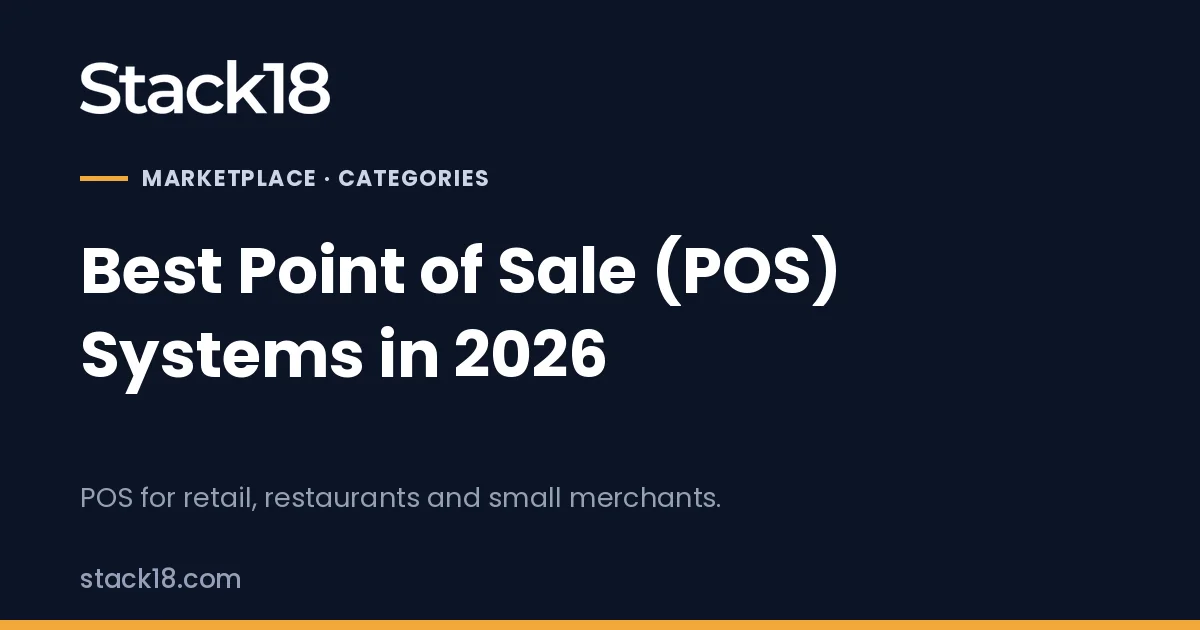 Stack18
MARKETPLACE · CATEGORIES
Best Point of Sale (POS)
Systems in 2026
POS for retail, restaurants and small merchants.
stack18.com